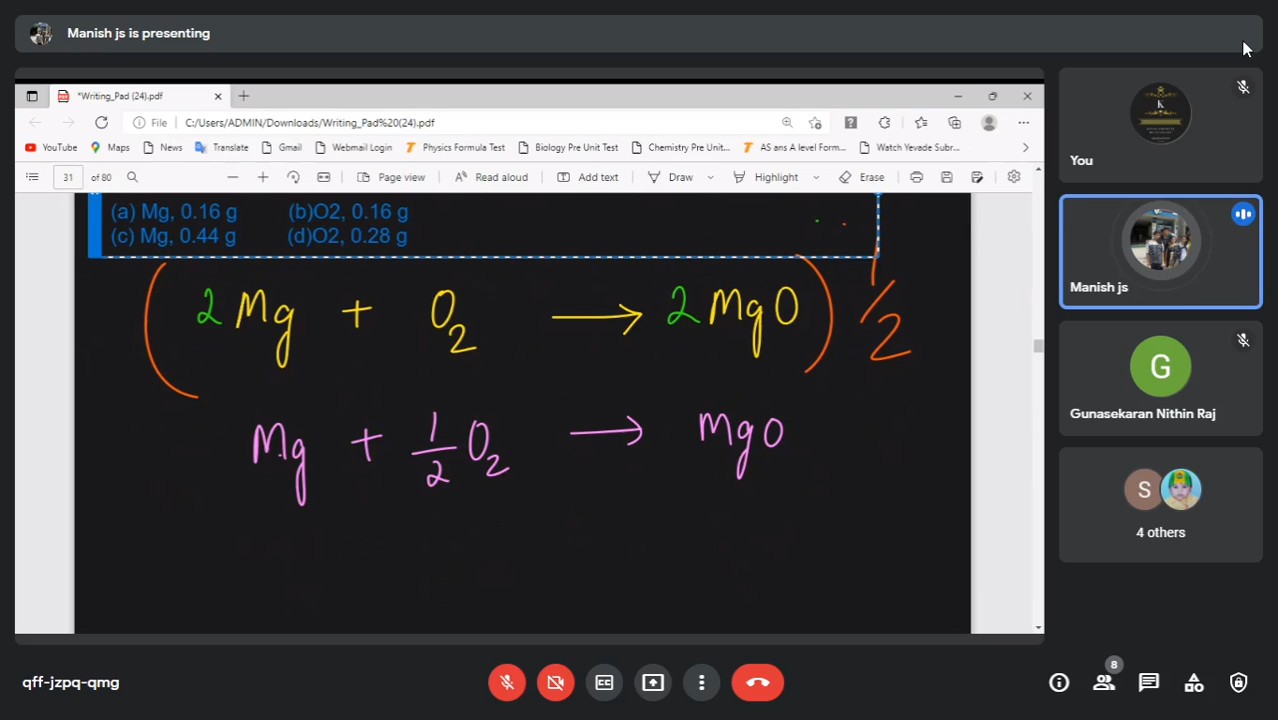 Manish js is presenting
*Writing_Pad (24).pdf
File C:/Users/ADMIN/Downloads/Writing_Pad%20(24).pdf
YouTube Maps News Translate Gmail Webmail Login Physics Formula Test Biology Pre Unit Test Chemistry Pre Unit... AS ans A level Form... Watch Yevade Subr...
31 of 80 Page view Read aloud Add text Draw Highlight Erase
(a) Mg, 0.16 g (b)O2, 0.16 g
(c) Mg, 0.44 g (d)O2, 0.28 g
(2Mg + O₂ → 2MgO) 1/2
Mg + 1/2 O₂ → MgO
K
You
Manish js
G
Gunasekaran Nithin Raj
S
4 others
qff-jzpq-qmg
CC
8